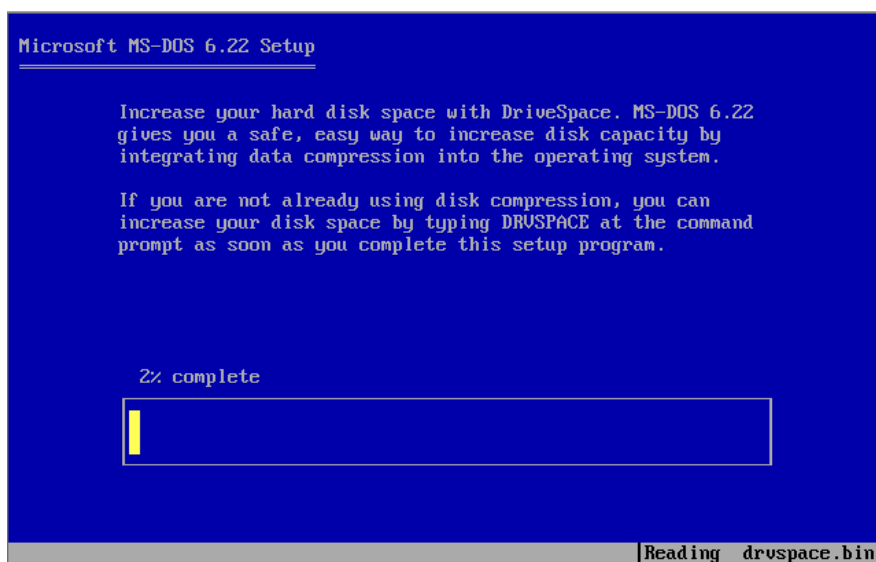 Microsoft MS-DOS 6.22 Setup
Increase your hard disk space with DriveSpace. MS-DOS 6.22
gives you a safe, easy way to increase disk capacity by
integrating data compression into the operating system.
If you are not already using disk compression, you can
increase your disk space by typing DRVSPACE at the command
prompt as soon as you complete this setup program.
2% complete
Reading drvspace.bin